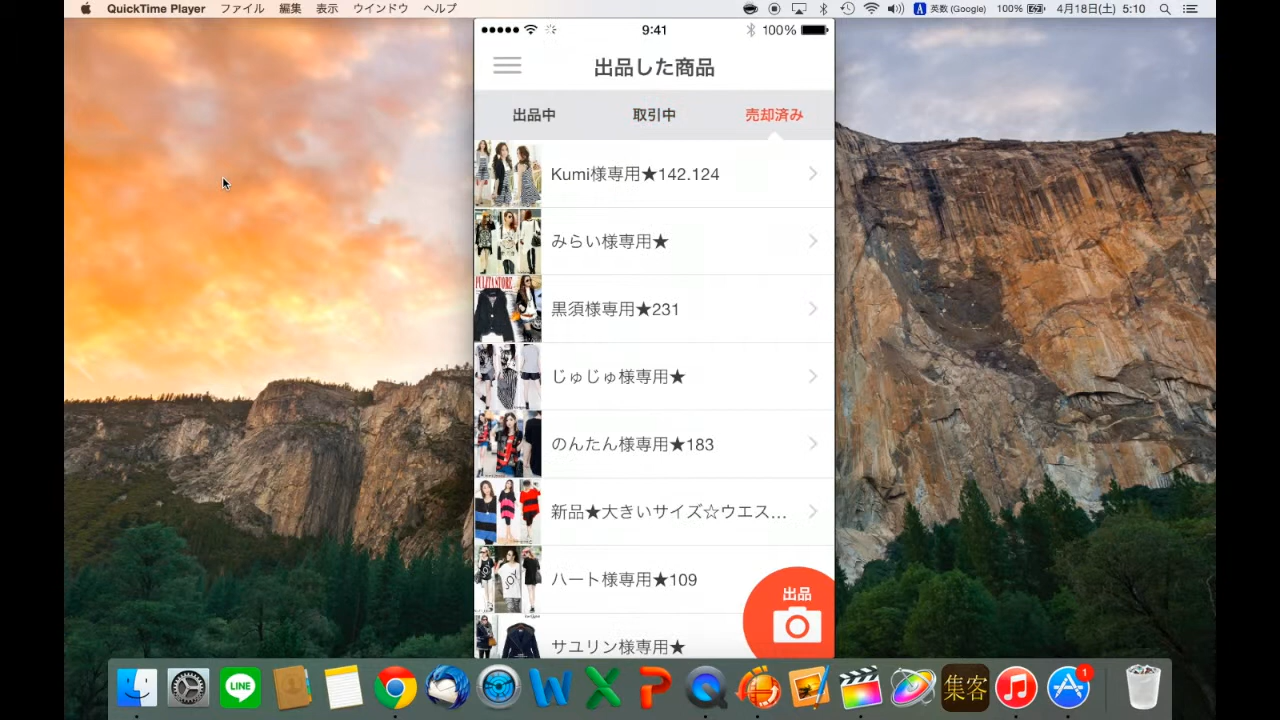 QuickTime Player ファイル 編集 表示 ウインドウ ヘルプ
A 英数 (Google) 100% 4月18日(土) 5:10
9:41 100%
出品した商品
出品中 取引中 売却済み
Kumi様専用★142.124
みらい様専用★
黒須様専用★231
じゅじゅ様専用★
のんたん様専用★183
新品★大きいサイズ☆ウエス...
JOY
ハート様専用★109
出品
サユリン様専用★
LINE
集客
1